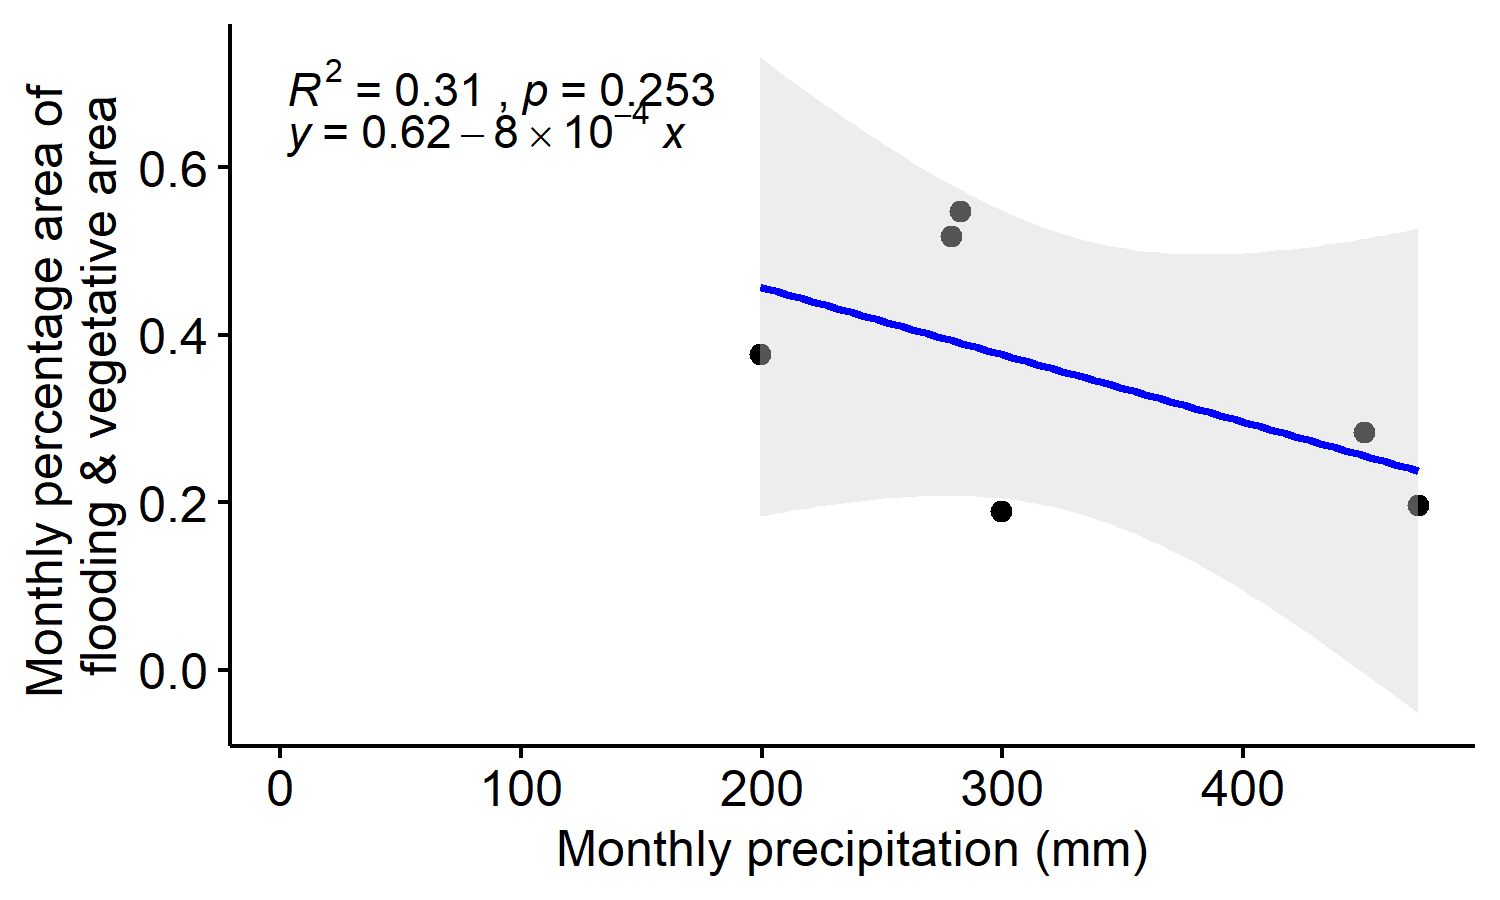 R² = 0.31 , p = 0.253
y = 0.62 − 8 × 10⁻⁴ x
Monthly percentage area of
flooding & vegetative area
0.6
0.4
0.2
0.0
0 100 200 300 400
Monthly precipitation (mm)